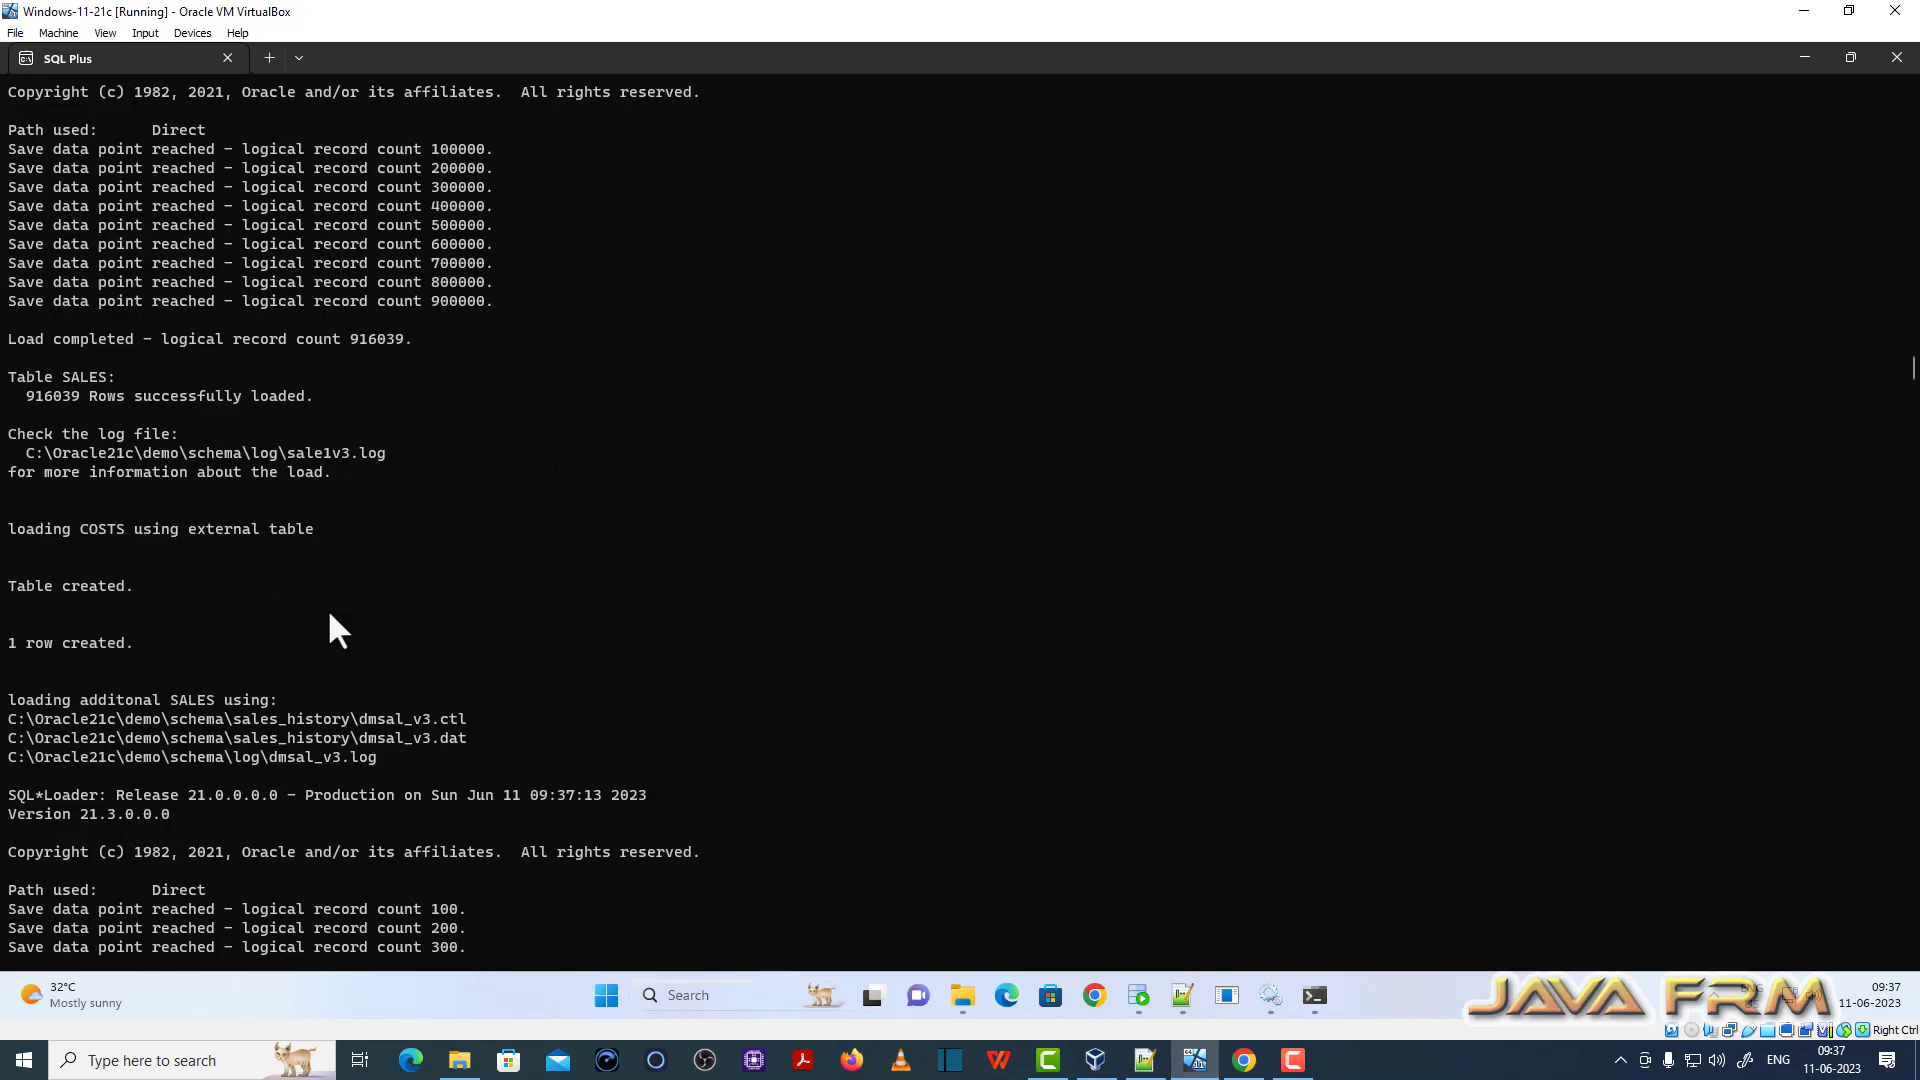 Windows-11-21c [Running] - Oracle VM VirtualBox
File Machine View Input Devices Help
SQL Plus
Copyright (c) 1982, 2021, Oracle and/or its affiliates.  All rights reserved.
Path used:      Direct
Save data point reached - logical record count 100000.
Save data point reached - logical record count 200000.
Save data point reached - logical record count 300000.
Save data point reached - logical record count 400000.
Save data point reached - logical record count 500000.
Save data point reached - logical record count 600000.
Save data point reached - logical record count 700000.
Save data point reached - logical record count 800000.
Save data point reached - logical record count 900000.
Load completed - logical record count 916039.
Table SALES:
916039 Rows successfully loaded.
Check the log file:
C:\Oracle21c\demo\schema\log\sale1v3.log
for more information about the load.
loading COSTS using external table
Table created.
1 row created.
loading additonal SALES using:
C:\Oracle21c\demo\schema\sales_history\dmsal_v3.ctl
C:\Oracle21c\demo\schema\sales_history\dmsal_v3.dat
C:\Oracle21c\demo\schema\log\dmsal_v3.log
SQL*Loader: Release 21.0.0.0.0 - Production on Sun Jun 11 09:37:13 2023
Version 21.3.0.0.0
Copyright (c) 1982, 2021, Oracle and/or its affiliates.  All rights reserved.
Path used:      Direct
Save data point reached - logical record count 100.
Save data point reached - logical record count 200.
Save data point reached - logical record count 300.
32°C
Mostly sunny
Search
JAVA FRM
09:37
11-06-2023
Right Ctrl
Type here to search
ENG
09:37
11-06-2023